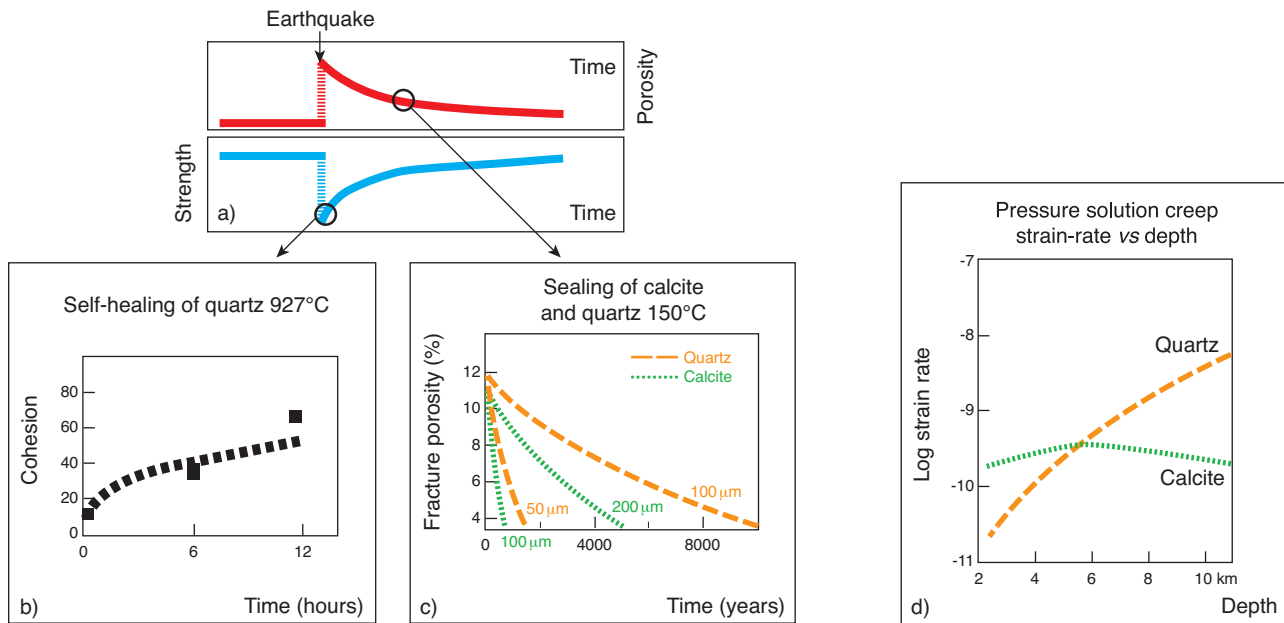 Earthquake
Time
Porosity
Strength
a)
Time
Self-healing of quartz 927°C
Cohesion
80
60
40
20
0
0
6
12
b)
Time (hours)
Sealing of calcite
and quartz 150°C
Fracture porosity (%)
12
10
8
6
4
Quartz
Calcite
50 μm
100 μm
200 μm
100 μm
0
4000
8000
c)
Time (years)
Pressure solution creep
strain-rate vs depth
Log strain rate
-7
-8
-9
-10
-11
Quartz
Calcite
2
4
6
8
10 km
d)
Depth